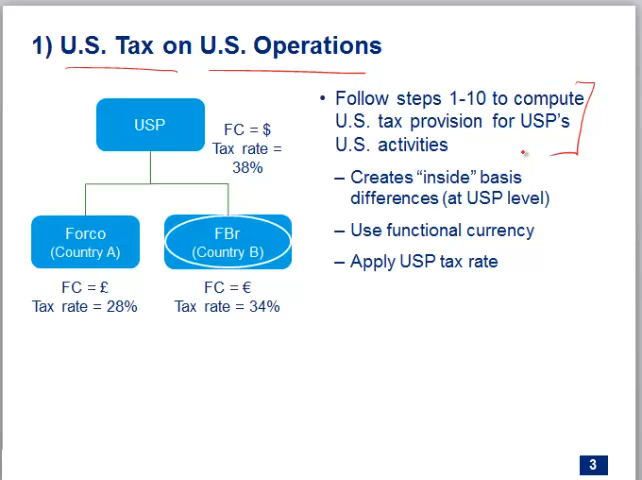 1) U.S. Tax on U.S. Operations
USP
FC = $
Tax rate =
38%
Forco
(Country A)
FBr
(Country B)
FC = £
Tax rate = 28%
FC = €
Tax rate = 34%
• Follow steps 1-10 to compute
U.S. tax provision for USP's
U.S. activities
– Creates “inside” basis
differences (at USP level)
– Use functional currency
– Apply USP tax rate
3